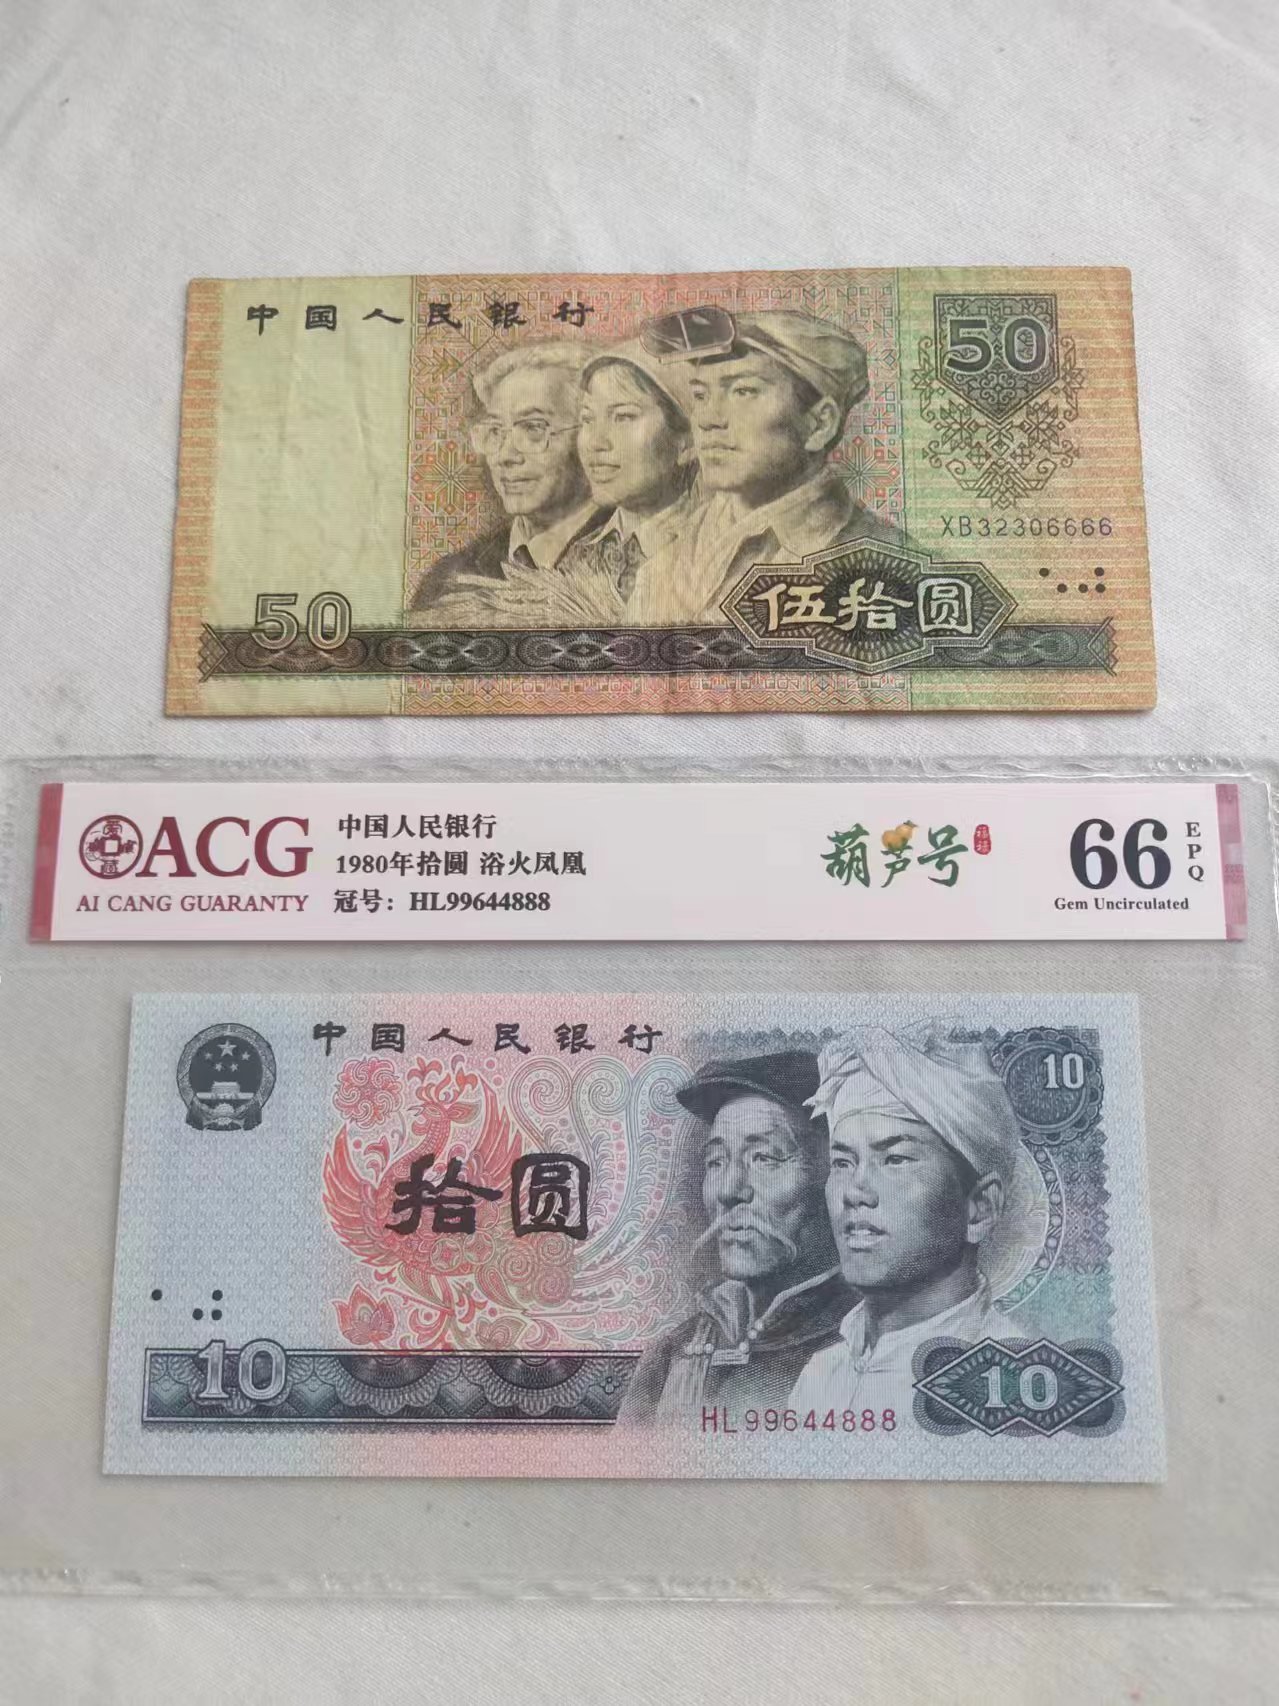 中国人民银行
50
XB32306666
50
伍拾圆
ACG
AI CANG GUARANTY
中国人民银行
1980年拾圆 浴火凤凰
冠号：HL99644888
葫芦号
福禄
66
EPQ
Gem Uncirculated
中国人民银行
10
拾圆
10
10
HL99644888